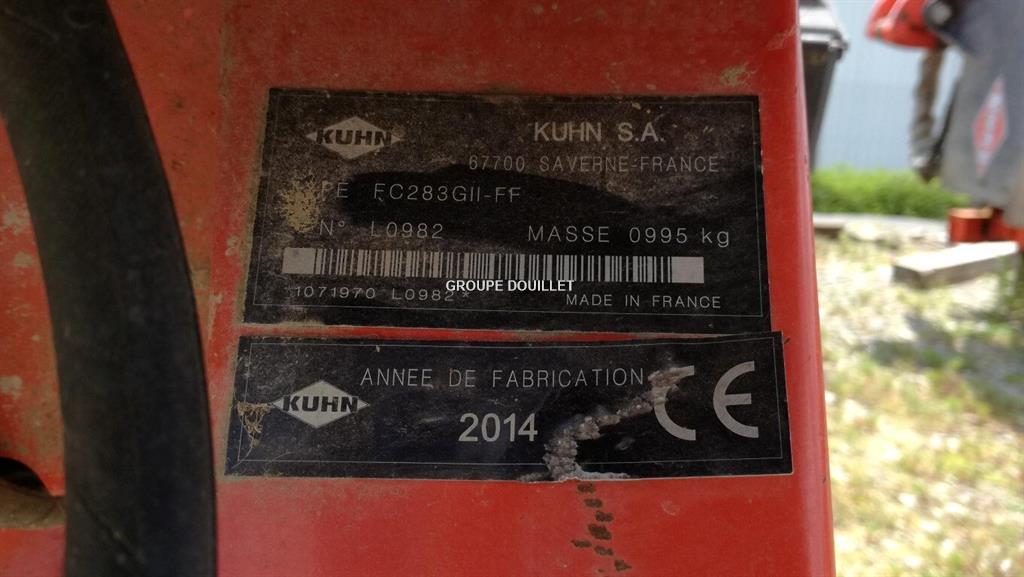 KUHN
KUHN S.A.
67700 SAVERNE-FRANCE
PE FC283GII-FF
N° L0982 MASSE 0995 kg
1071970 L0982*
GROUPE DOUILLET
MADE IN FRANCE
KUHN
ANNEE DE FABRICATION
2014
CE